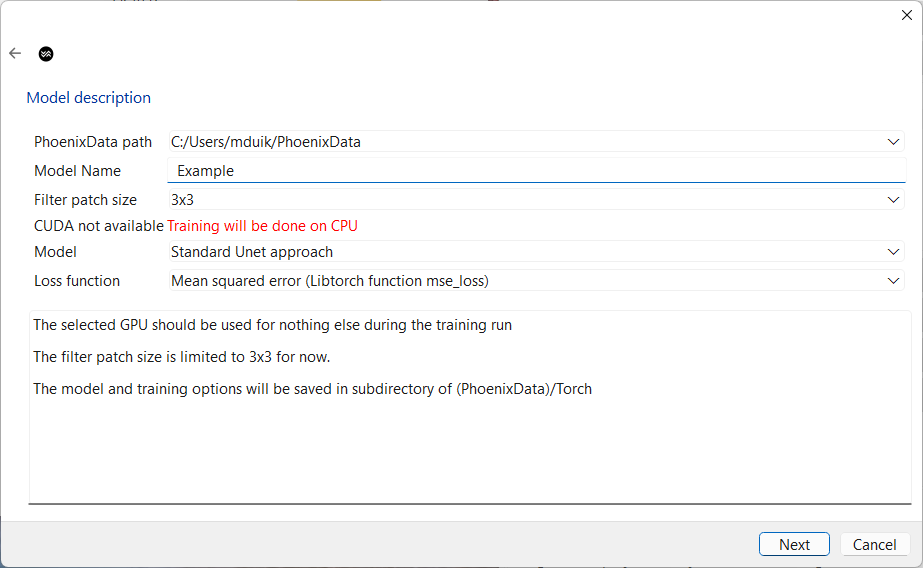 Model description
PhoenixData path C:/Users/mduik/PhoenixData
Model Name Example
Filter patch size 3x3
CUDA not available Training will be done on CPU
Model Standard Unet approach
Loss function Mean squared error (Libtorch function mse_loss)
The selected GPU should be used for nothing else during the training run
The filter patch size is limited to 3x3 for now.
The model and training options will be saved in subdirectory of (PhoenixData)/Torch
Next Cancel